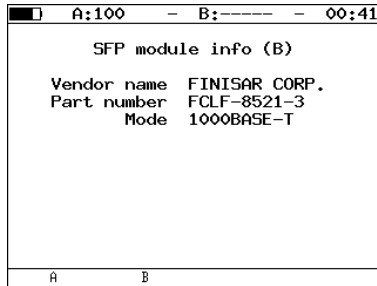 A:100 - B:----- - 00:41
SFP module info (B)
Vendor name FINISAR CORP.
Part number FCLF-8521-3
Mode 1000BASE-T
A B